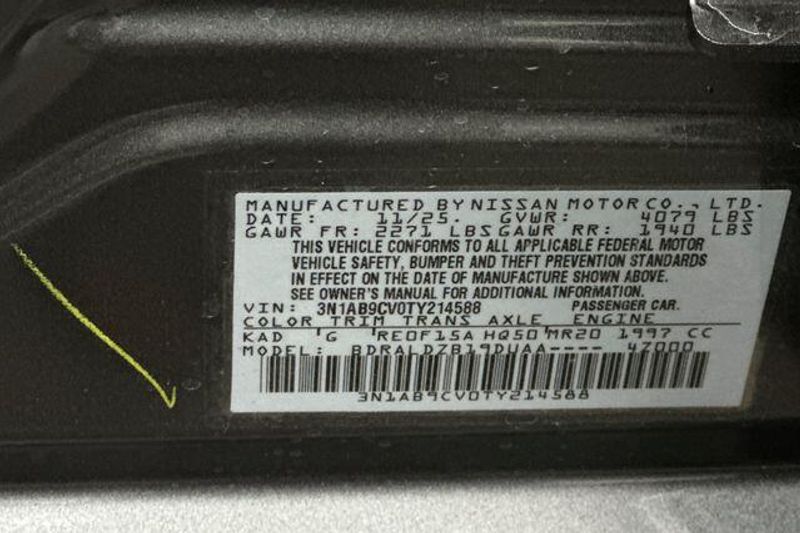 MANUFACTURED BY NISSAN MOTOR CO., LTD.
DATE: 11/25. GVWR: 4079 LBS
GAWR FR: 2271 LBS GAWR RR: 1940 LBS
THIS VEHICLE CONFORMS TO ALL APPLICABLE FEDERAL MOTOR
VEHICLE SAFETY, BUMPER AND THEFT PREVENTION STANDARDS
IN EFFECT ON THE DATE OF MANUFACTURE SHOWN ABOVE.
SEE OWNER'S MANUAL FOR ADDITIONAL INFORMATION.
VIN: 3N1AB9CV0TY214588 PASSENGER CAR.
COLOR TRIM TRANS AXLE ENGINE
KAD 'G 'RE0F15A HQ50 MR20 1997 CC
MODEL: BDRALDZB19DUAA---- 4Z000
3N1AB9CV0TY214588